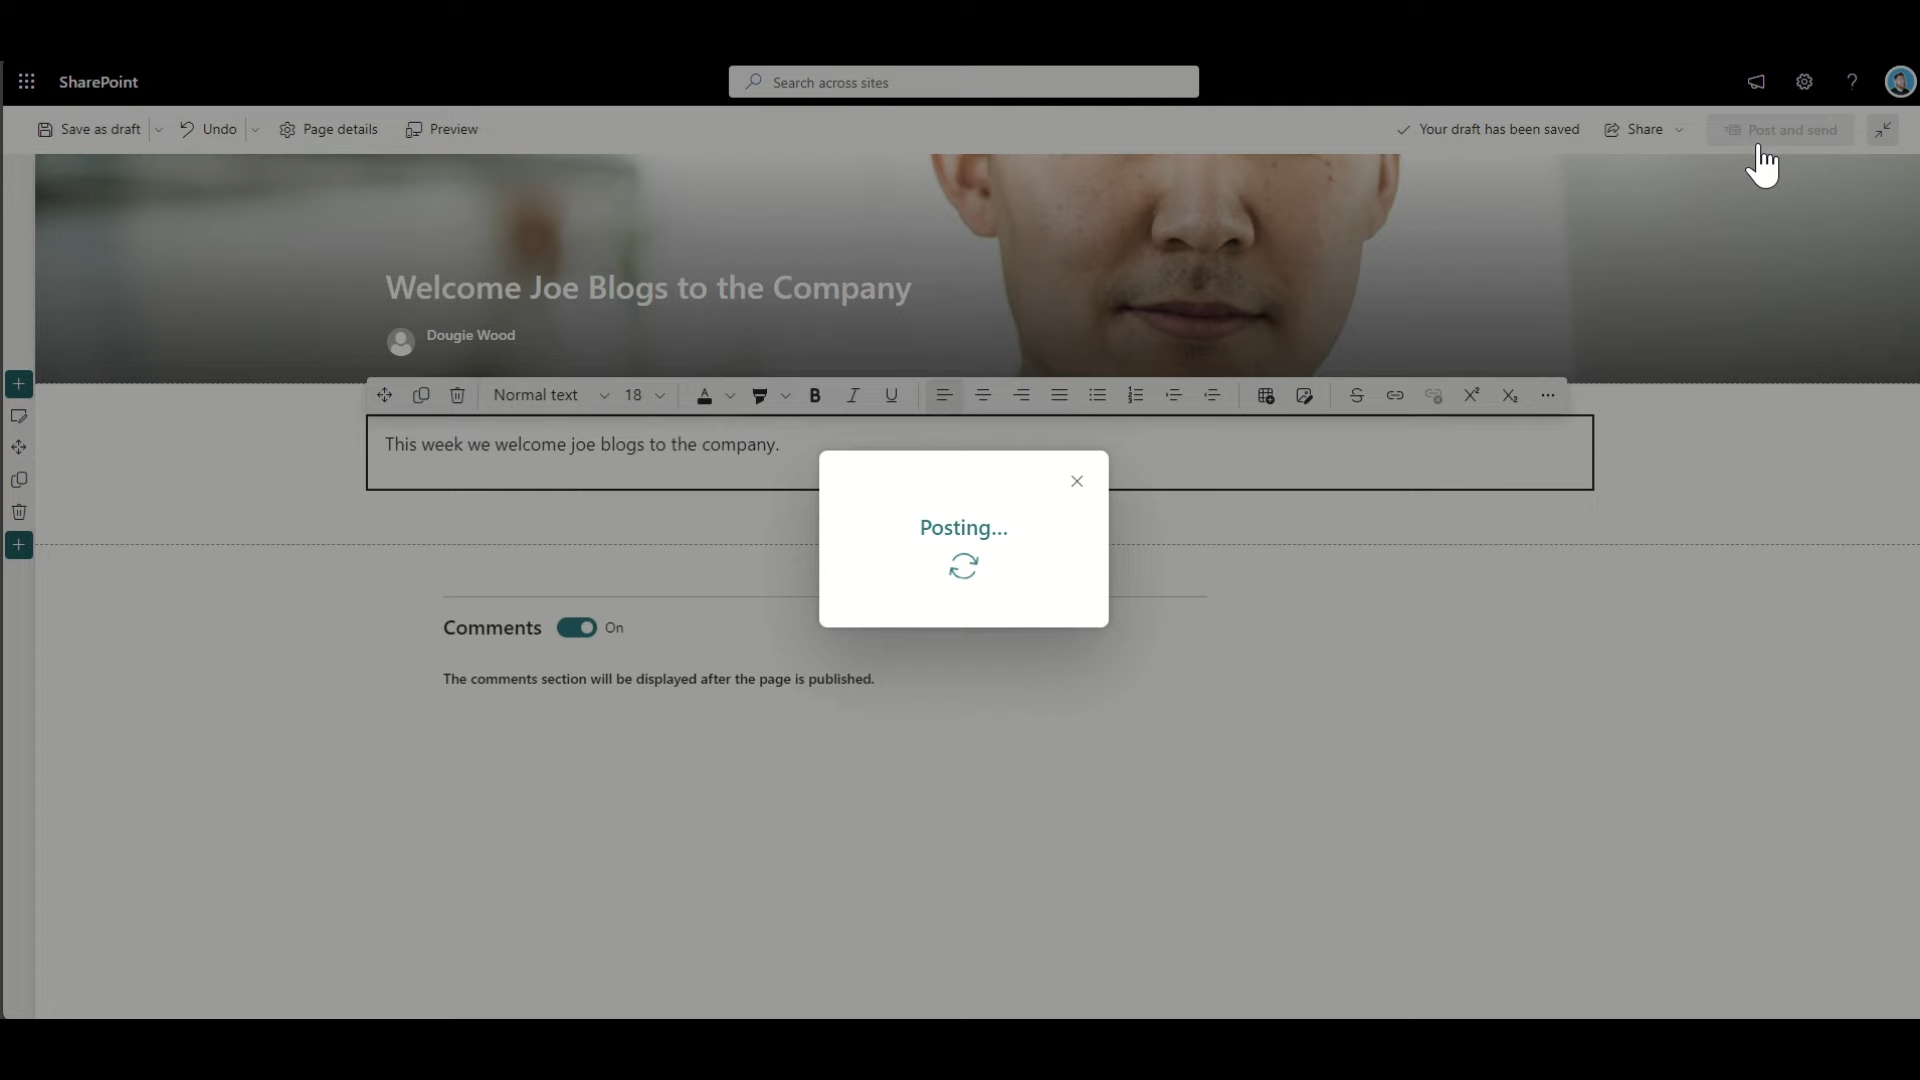 SharePoint
Search across sites
?
Save as draft
Undo
Page details
Preview
Your draft has been saved
Share
Post and send
Welcome Joe Blogs to the Company
Dougie Wood
Normal text
18
This week we welcome joe blogs to the company.
Posting...
Comments
On
The comments section will be displayed after the page is published.